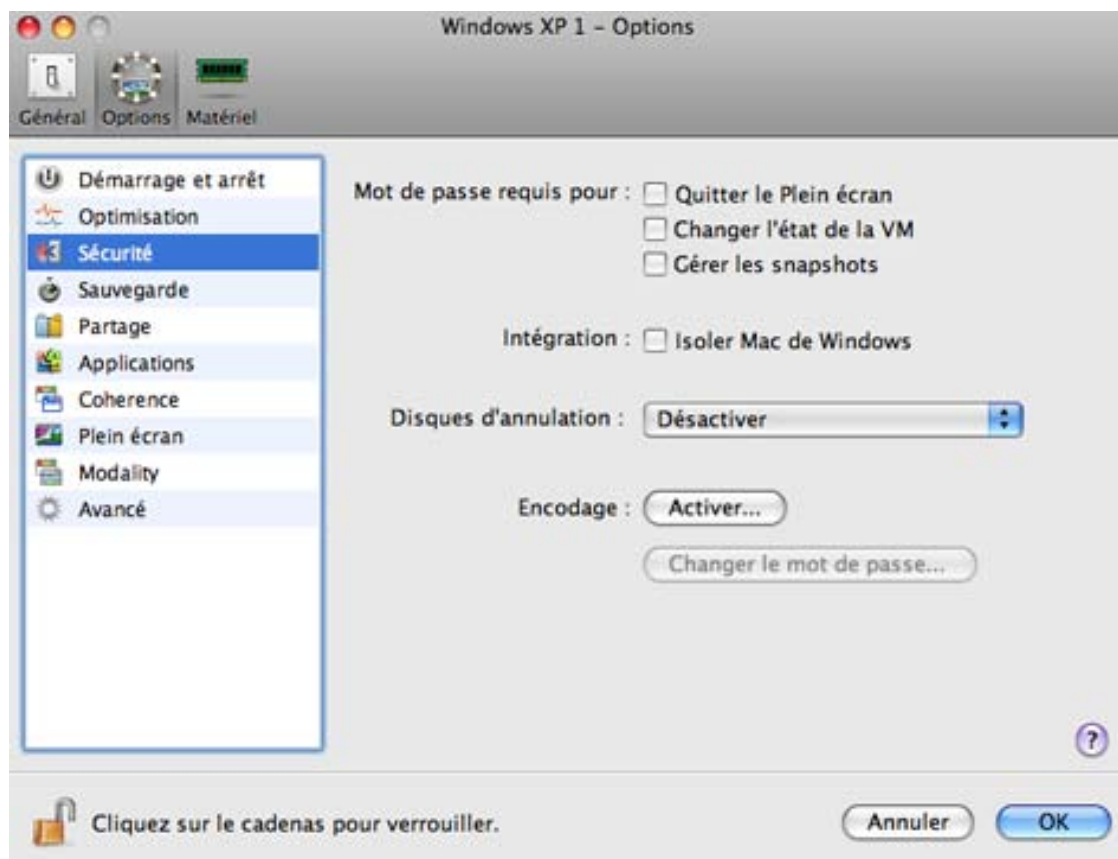 Windows XP 1 – Options
Général
Options
Matériel
Démarrage et arrêt
Optimisation
Sécurité
Sauvegarde
Partage
Applications
Coherence
Plein écran
Modality
Avancé
Mot de passe requis pour :
Quitter le Plein écran
Changer l'état de la VM
Gérer les snapshots
Intégration :
Isoler Mac de Windows
Disques d'annulation :
Désactiver
Encodage :
Activer...
Changer le mot de passe...
?
Cliquez sur le cadenas pour verrouiller.
Annuler
OK